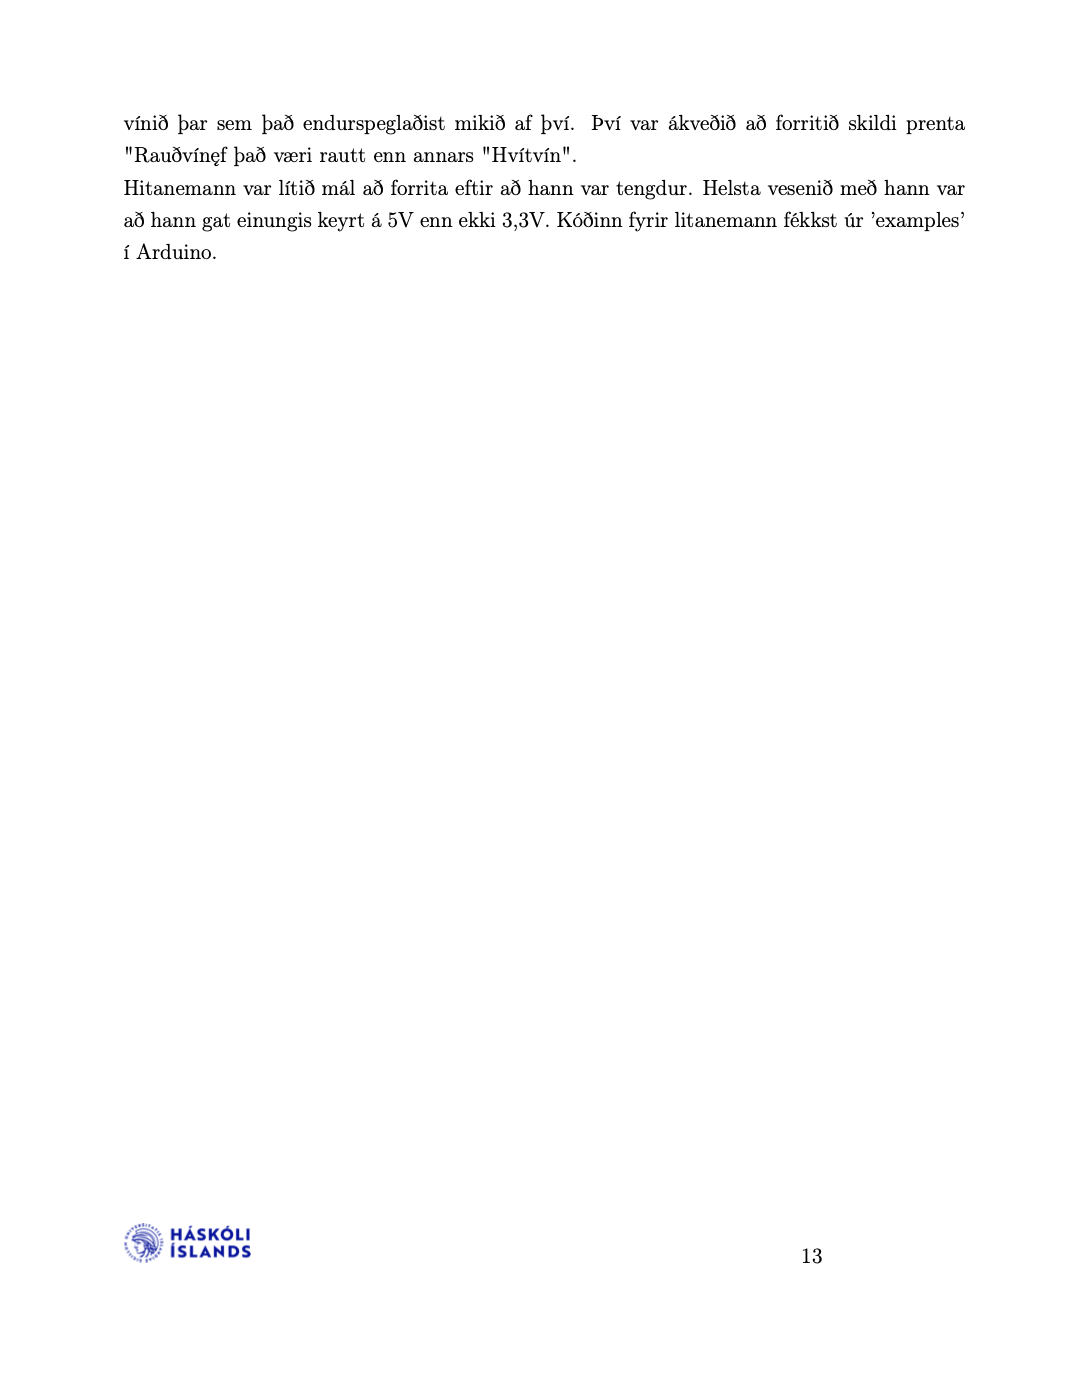 vínið þar sem það endurspeglaðist mikið af því. Því var ákveðið að forritið skildi prenta
"Rauðvínęf það væri rautt enn annars "Hvítvín".
Hitanemann var lítið mál að forrita eftir að hann var tengdur. Helsta vesenið með hann var
að hann gat einungis keyrt á 5V enn ekki 3,3V. Kóðinn fyrir litanemann fékkst úr ’examples’
í Arduino.
HÁSKÓLI
ÍSLANDS
13